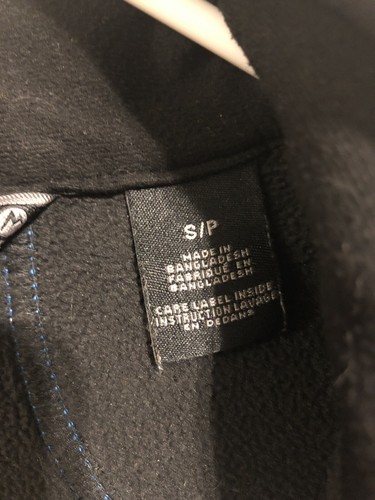 S/P
MADE IN
BANGLADESH
FABRIQUE EN
BANGLADESH
CARE LABEL INSIDE
INSTRUCTION LAVAGE
EN DEDANS